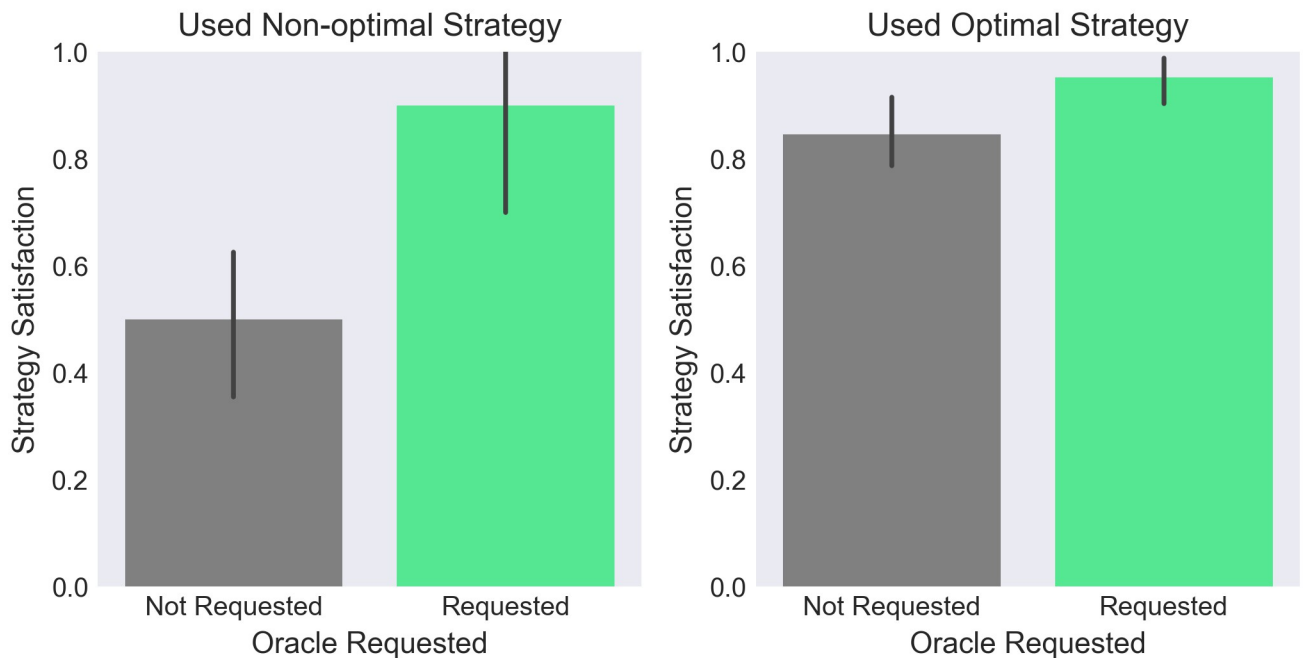 Used Non-optimal Strategy
Strategy Satisfaction
1.0
0.8
0.6
0.4
0.2
0.0
Not Requested
Requested
Oracle Requested
Used Optimal Strategy
Strategy Satisfaction
1.0
0.8
0.6
0.4
0.2
0.0
Not Requested
Requested
Oracle Requested